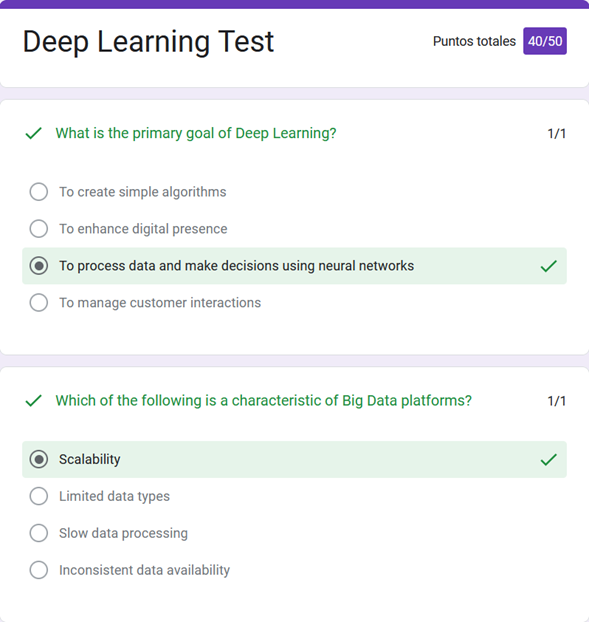 Deep Learning Test
Puntos totales 40/50
What is the primary goal of Deep Learning? 1/1
To create simple algorithms
To enhance digital presence
To process data and make decisions using neural networks
To manage customer interactions
Which of the following is a characteristic of Big Data platforms? 1/1
Scalability
Limited data types
Slow data processing
Inconsistent data availability